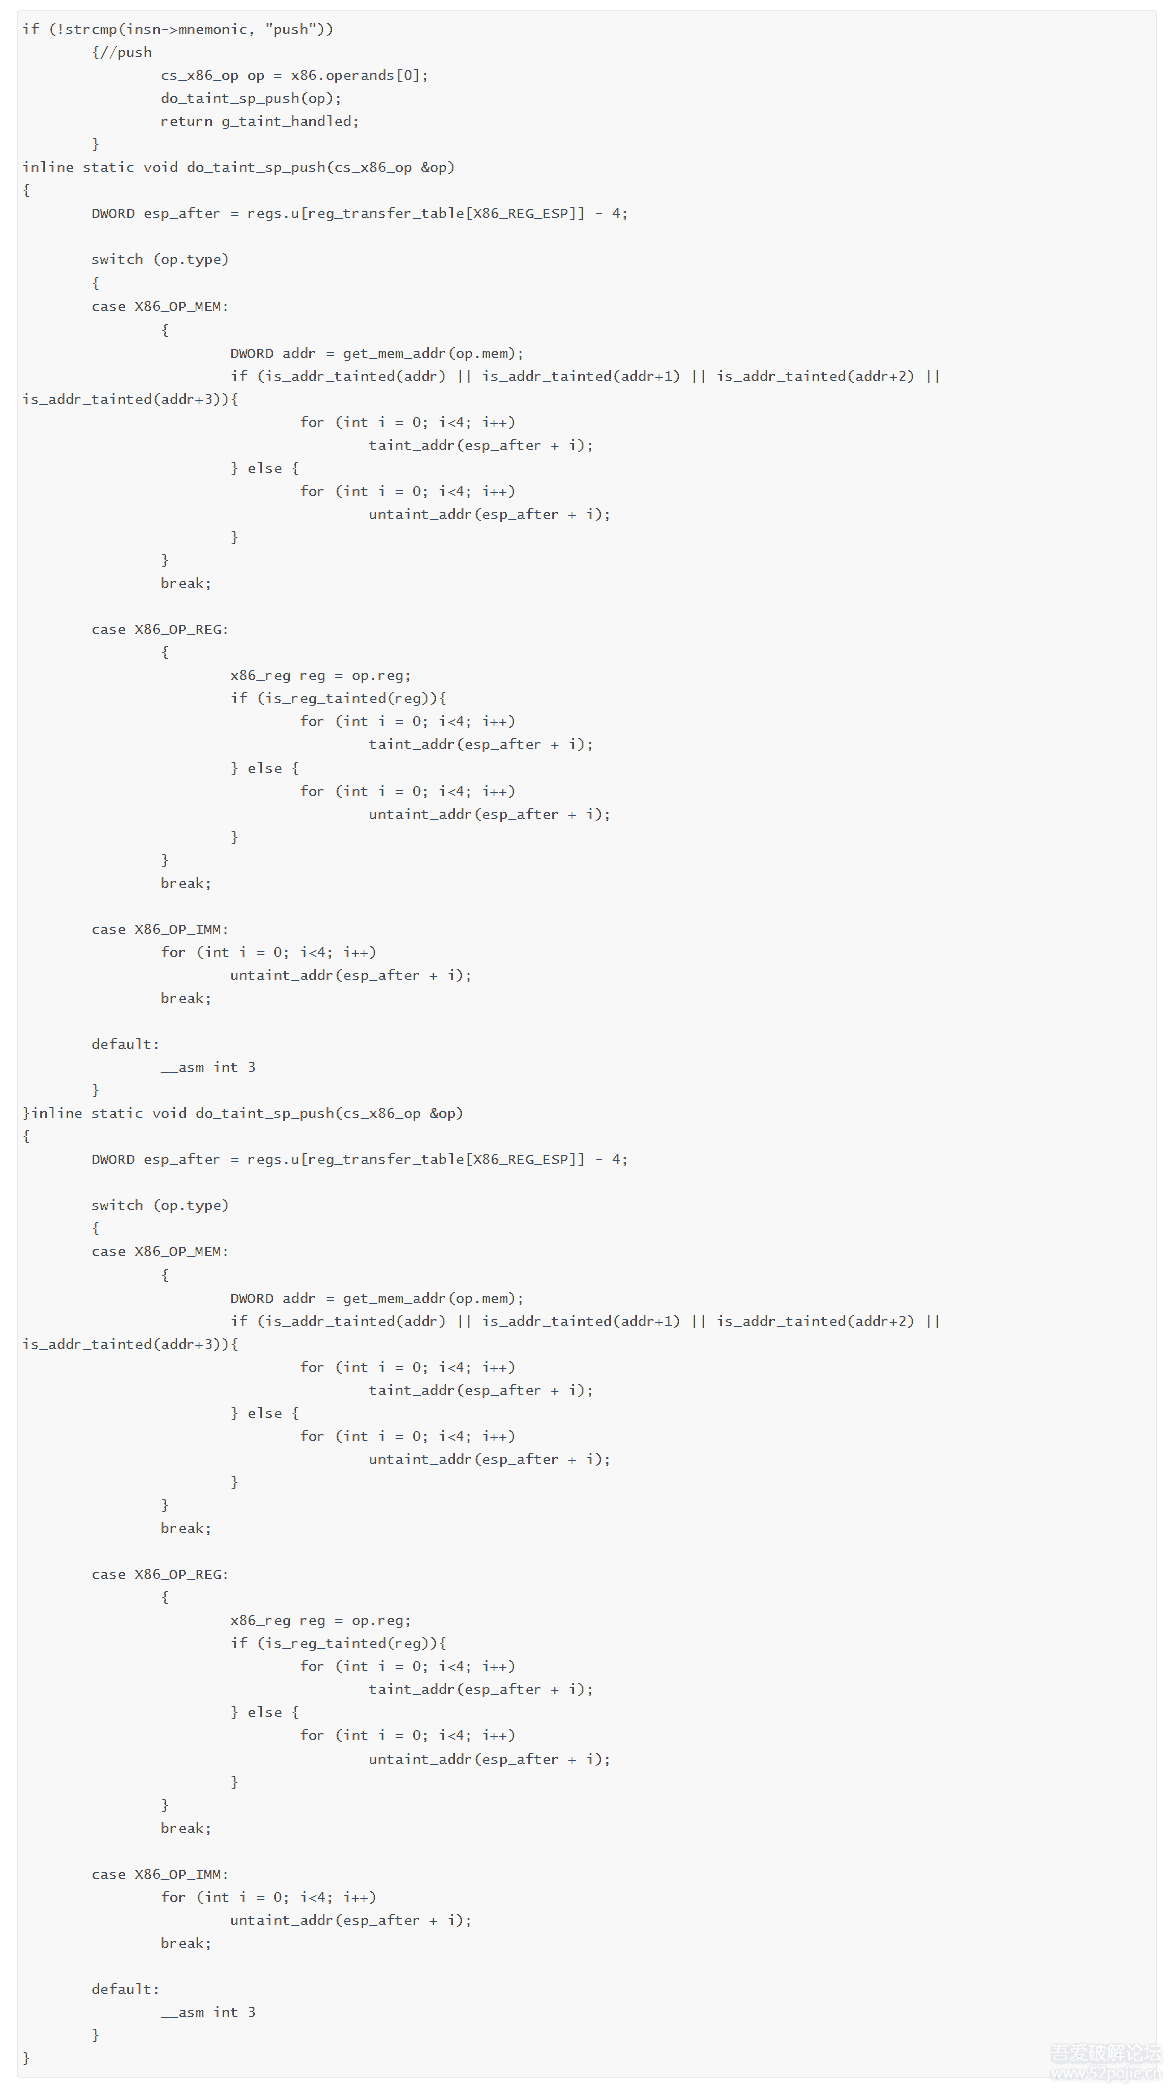 if (!strcmp(insn->mnemonic, "push"))
        {//push
                cs_x86_op op = x86.operands[0];
                do_taint_sp_push(op);
                return g_taint_handled;
        }
inline static void do_taint_sp_push(cs_x86_op &op)
{
        DWORD esp_after = regs.u[reg_transfer_table[X86_REG_ESP]] - 4;

        switch (op.type)
        {
        case X86_OP_MEM:
                {
                        DWORD addr = get_mem_addr(op.mem);
                        if (is_addr_tainted(addr) || is_addr_tainted(addr+1) || is_addr_tainted(addr+2) ||
is_addr_tainted(addr+3)){
                                for (int i = 0; i<4; i++)
                                        taint_addr(esp_after + i);
                        } else {
                                for (int i = 0; i<4; i++)
                                        untaint_addr(esp_after + i);
                        }
                }
                break;

        case X86_OP_REG:
                {
                        x86_reg reg = op.reg;
                        if (is_reg_tainted(reg)){
                                for (int i = 0; i<4; i++)
                                        taint_addr(esp_after + i);
                        } else {
                                for (int i = 0; i<4; i++)
                                        untaint_addr(esp_after + i);
                        }
                }
                break;

        case X86_OP_IMM:
                for (int i = 0; i<4; i++)
                        untaint_addr(esp_after + i);
                break;

        default:
                __asm int 3
        }
}inline static void do_taint_sp_push(cs_x86_op &op)
{
        DWORD esp_after = regs.u[reg_transfer_table[X86_REG_ESP]] - 4;

        switch (op.type)
        {
        case X86_OP_MEM:
                {
                        DWORD addr = get_mem_addr(op.mem);
                        if (is_addr_tainted(addr) || is_addr_tainted(addr+1) || is_addr_tainted(addr+2) ||
is_addr_tainted(addr+3)){
                                for (int i = 0; i<4; i++)
                                        taint_addr(esp_after + i);
                        } else {
                                for (int i = 0; i<4; i++)
                                        untaint_addr(esp_after + i);
                        }
                }
                break;

        case X86_OP_REG:
                {
                        x86_reg reg = op.reg;
                        if (is_reg_tainted(reg)){
                                for (int i = 0; i<4; i++)
                                        taint_addr(esp_after + i);
                        } else {
                                for (int i = 0; i<4; i++)
                                        untaint_addr(esp_after + i);
                        }
                }
                break;

        case X86_OP_IMM:
                for (int i = 0; i<4; i++)
                        untaint_addr(esp_after + i);
                break;

        default:
                __asm int 3
        }
}
吾爱破解论坛
www.52pojie.cn